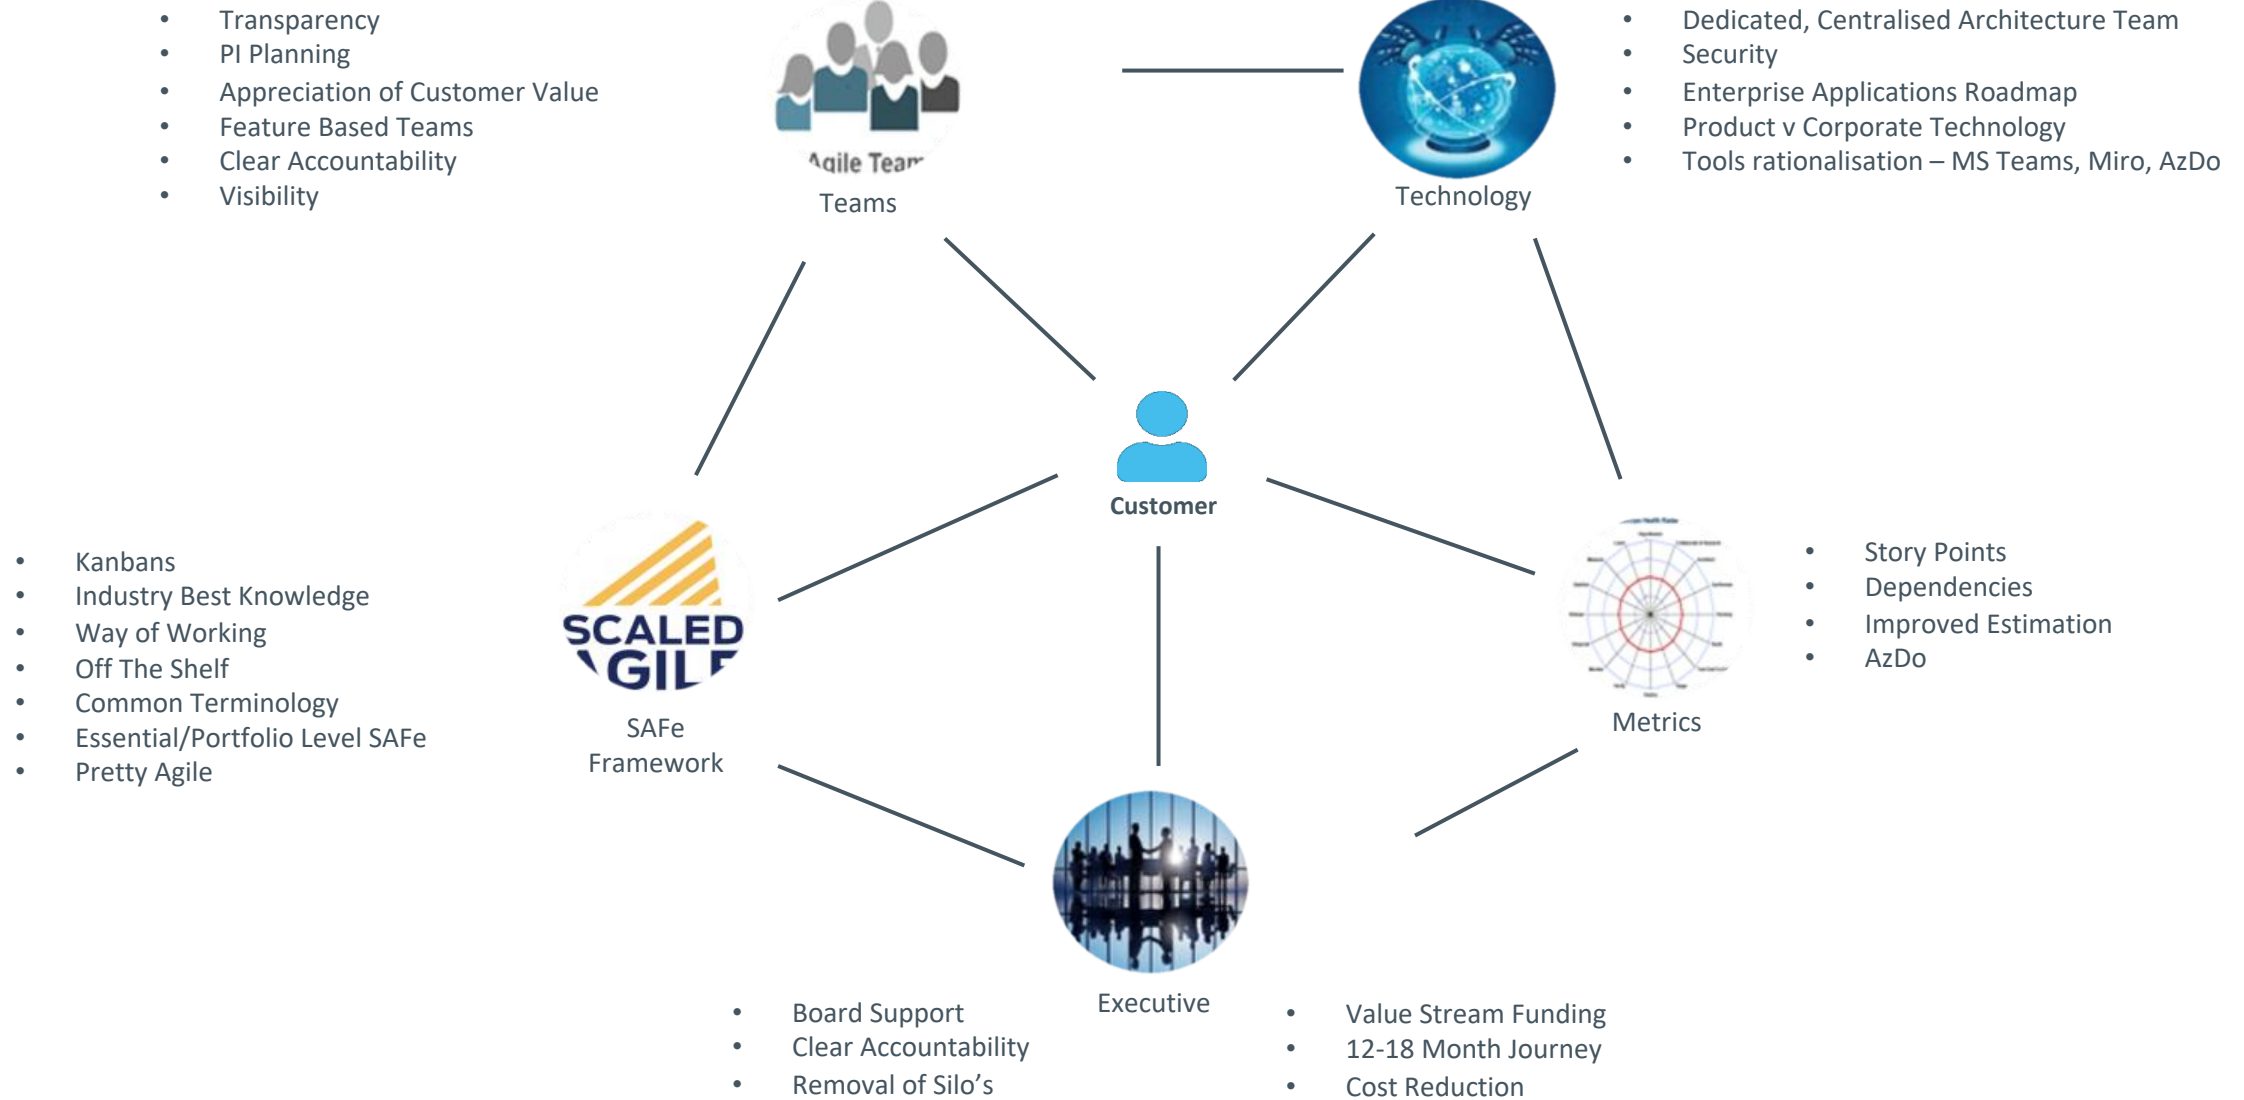 • Transparency
• PI Planning
• Appreciation of Customer Value
• Feature Based Teams
• Clear Accountability
• Visibility
Agile Team
Teams
Technology
• Dedicated, Centralised Architecture Team
• Security
• Enterprise Applications Roadmap
• Product v Corporate Technology
• Tools rationalisation – MS Teams, Miro, AzDo
Customer
• Kanbans
• Industry Best Knowledge
• Way of Working
• Off The Shelf
• Common Terminology
• Essential/Portfolio Level SAFe
• Pretty Agile
SCALED
AGILE
SAFe
Framework
Metrics
• Story Points
• Dependencies
• Improved Estimation
• AzDo
Executive
• Board Support
• Clear Accountability
• Removal of Silo’s
• Value Stream Funding
• 12-18 Month Journey
• Cost Reduction